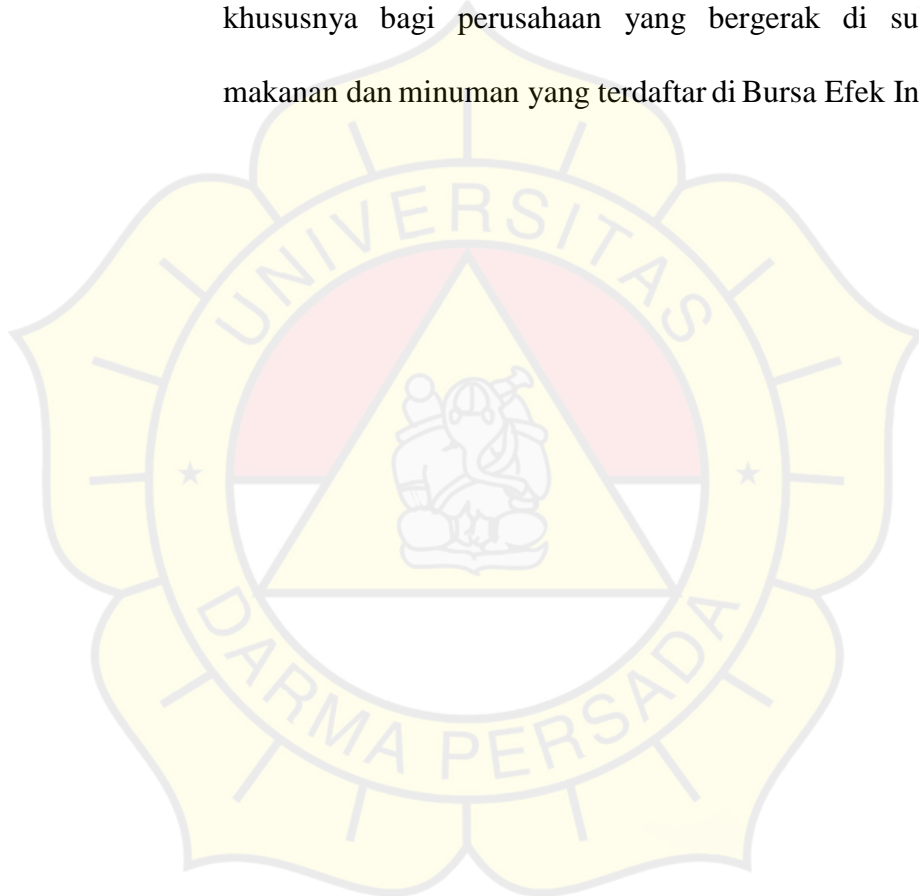 khususnya bagi perusahaan yang bergerak di su
makanan dan minuman yang terdaftar di Bursa Efek In
UNIVERSITAS
DARMA PERSADA